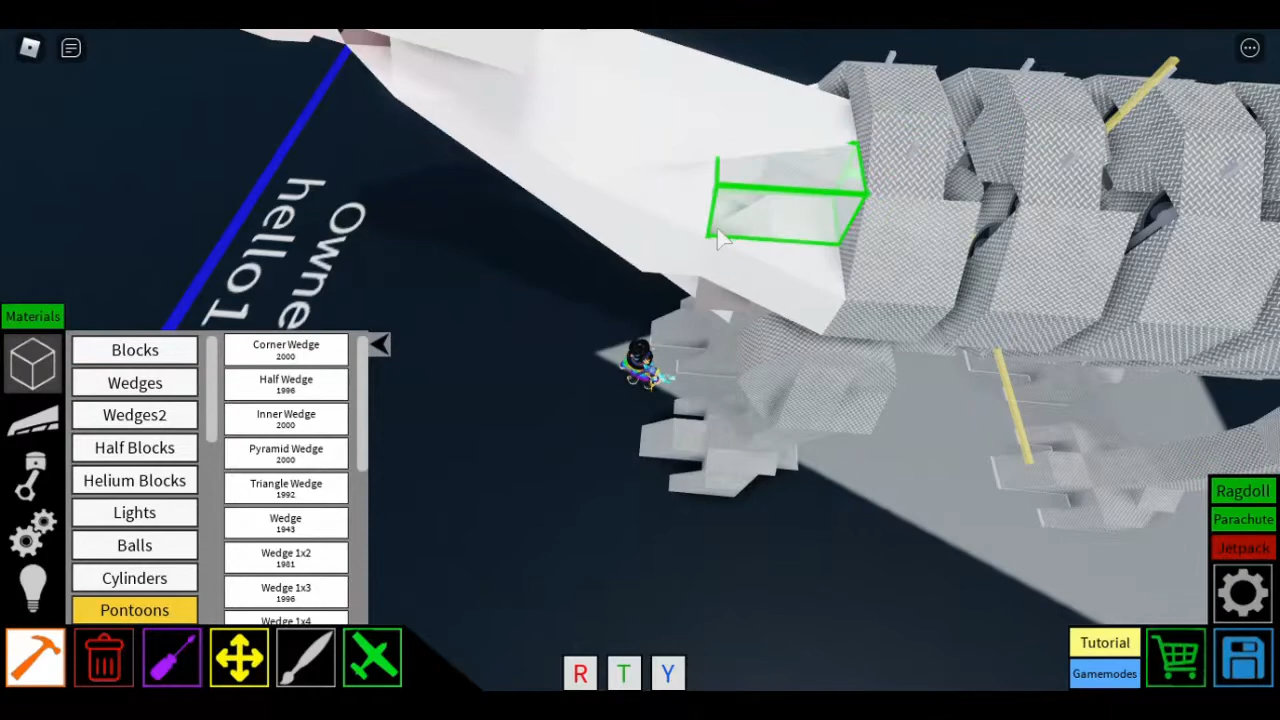 Owne
hello1
Materials
Blocks
Wedges
Wedges2
Half Blocks
Helium Blocks
Lights
Balls
Cylinders
Pontoons
Corner Wedge
2000
Half Wedge
1996
Inner Wedge
2000
Pyramid Wedge
2000
Triangle Wedge
1992
Wedge
1943
Wedge 1x2
1981
Wedge 1x3
1996
Wedge 1x4
Ragdoll
Parachute
Jetpack
Tutorial
Gamemodes
R T Y